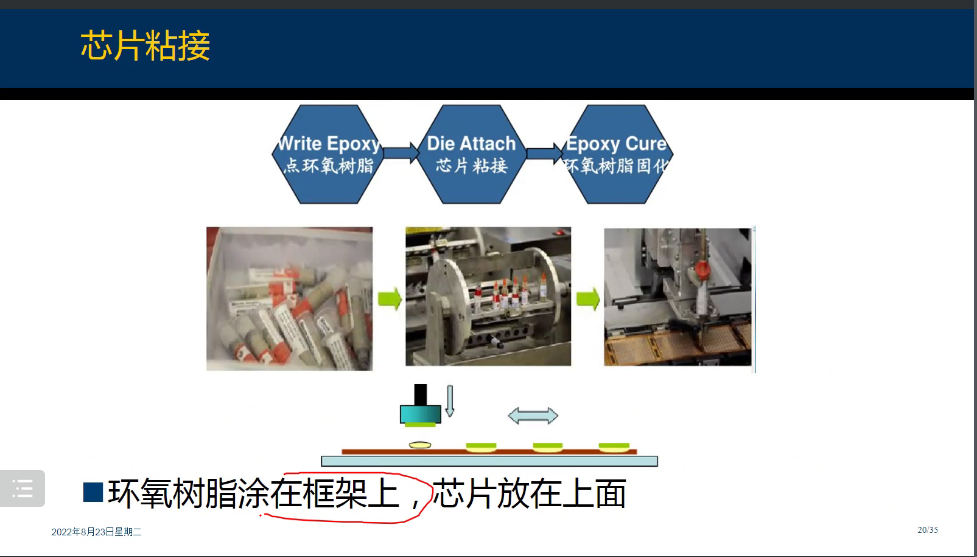 芯片粘接
Write Epoxy
点环氧树脂
Die Attach
芯片粘接
Epoxy Cure
环氧树脂固化
■环氧树脂涂在框架上，芯片放在上面
2022年8月23日星期二
20/35